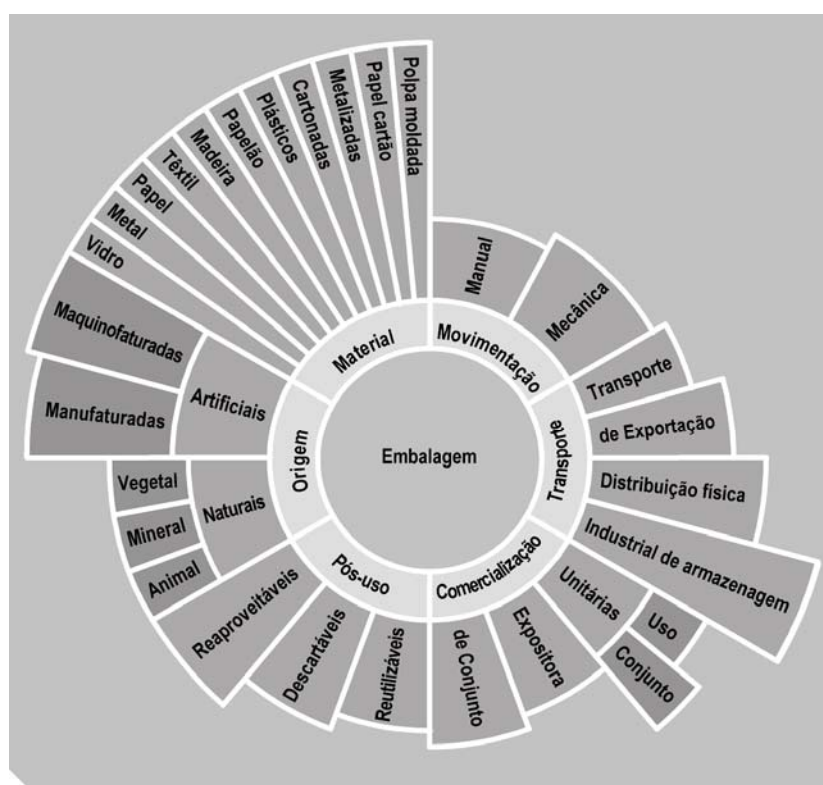 Embalagem
Material
Vidro
Metal
Papel
Têxtil
Madeira
Papelão
Plásticos
Cartonadas
Metalizadas
Papel cartão
Polpa moldada
Movimentação
Manual
Mecânica
Transporte
Transporte
de Exportação
Distribuição física
Industrial de armazenagem
Comercialização
Unitárias
Uso
Conjunto
Expositora
de Conjunto
Pós-uso
Reutilizáveis
Descartáveis
Reaproveitáveis
Origem
Naturais
Animal
Mineral
Vegetal
Artificiais
Manufaturadas
Maquinofaturadas